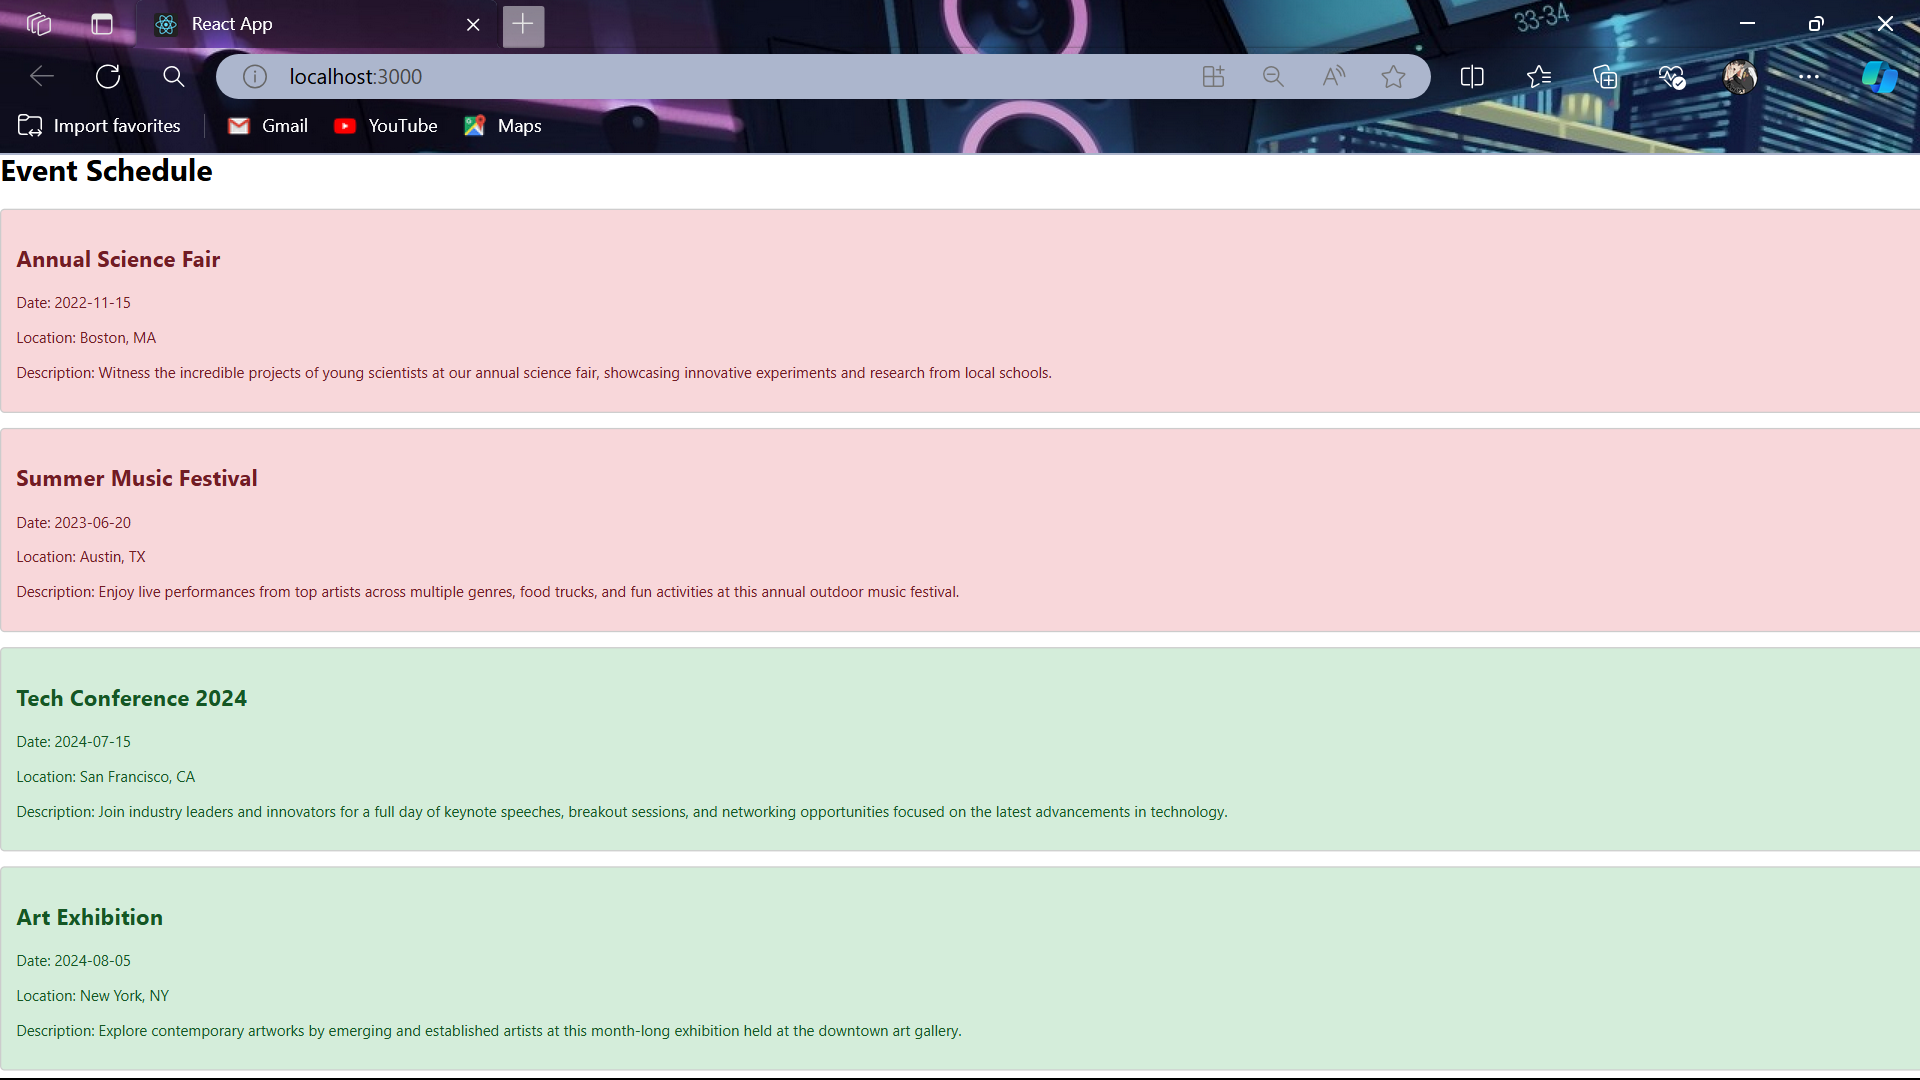 React App
33-34
localhost:3000
Import favorites
Gmail
YouTube
Maps
Event Schedule
Annual Science Fair
Date: 2022-11-15
Location: Boston, MA
Description: Witness the incredible projects of young scientists at our annual science fair, showcasing innovative experiments and research from local schools.
Summer Music Festival
Date: 2023-06-20
Location: Austin, TX
Description: Enjoy live performances from top artists across multiple genres, food trucks, and fun activities at this annual outdoor music festival.
Tech Conference 2024
Date: 2024-07-15
Location: San Francisco, CA
Description: Join industry leaders and innovators for a full day of keynote speeches, breakout sessions, and networking opportunities focused on the latest advancements in technology.
Art Exhibition
Date: 2024-08-05
Location: New York, NY
Description: Explore contemporary artworks by emerging and established artists at this month-long exhibition held at the downtown art gallery.